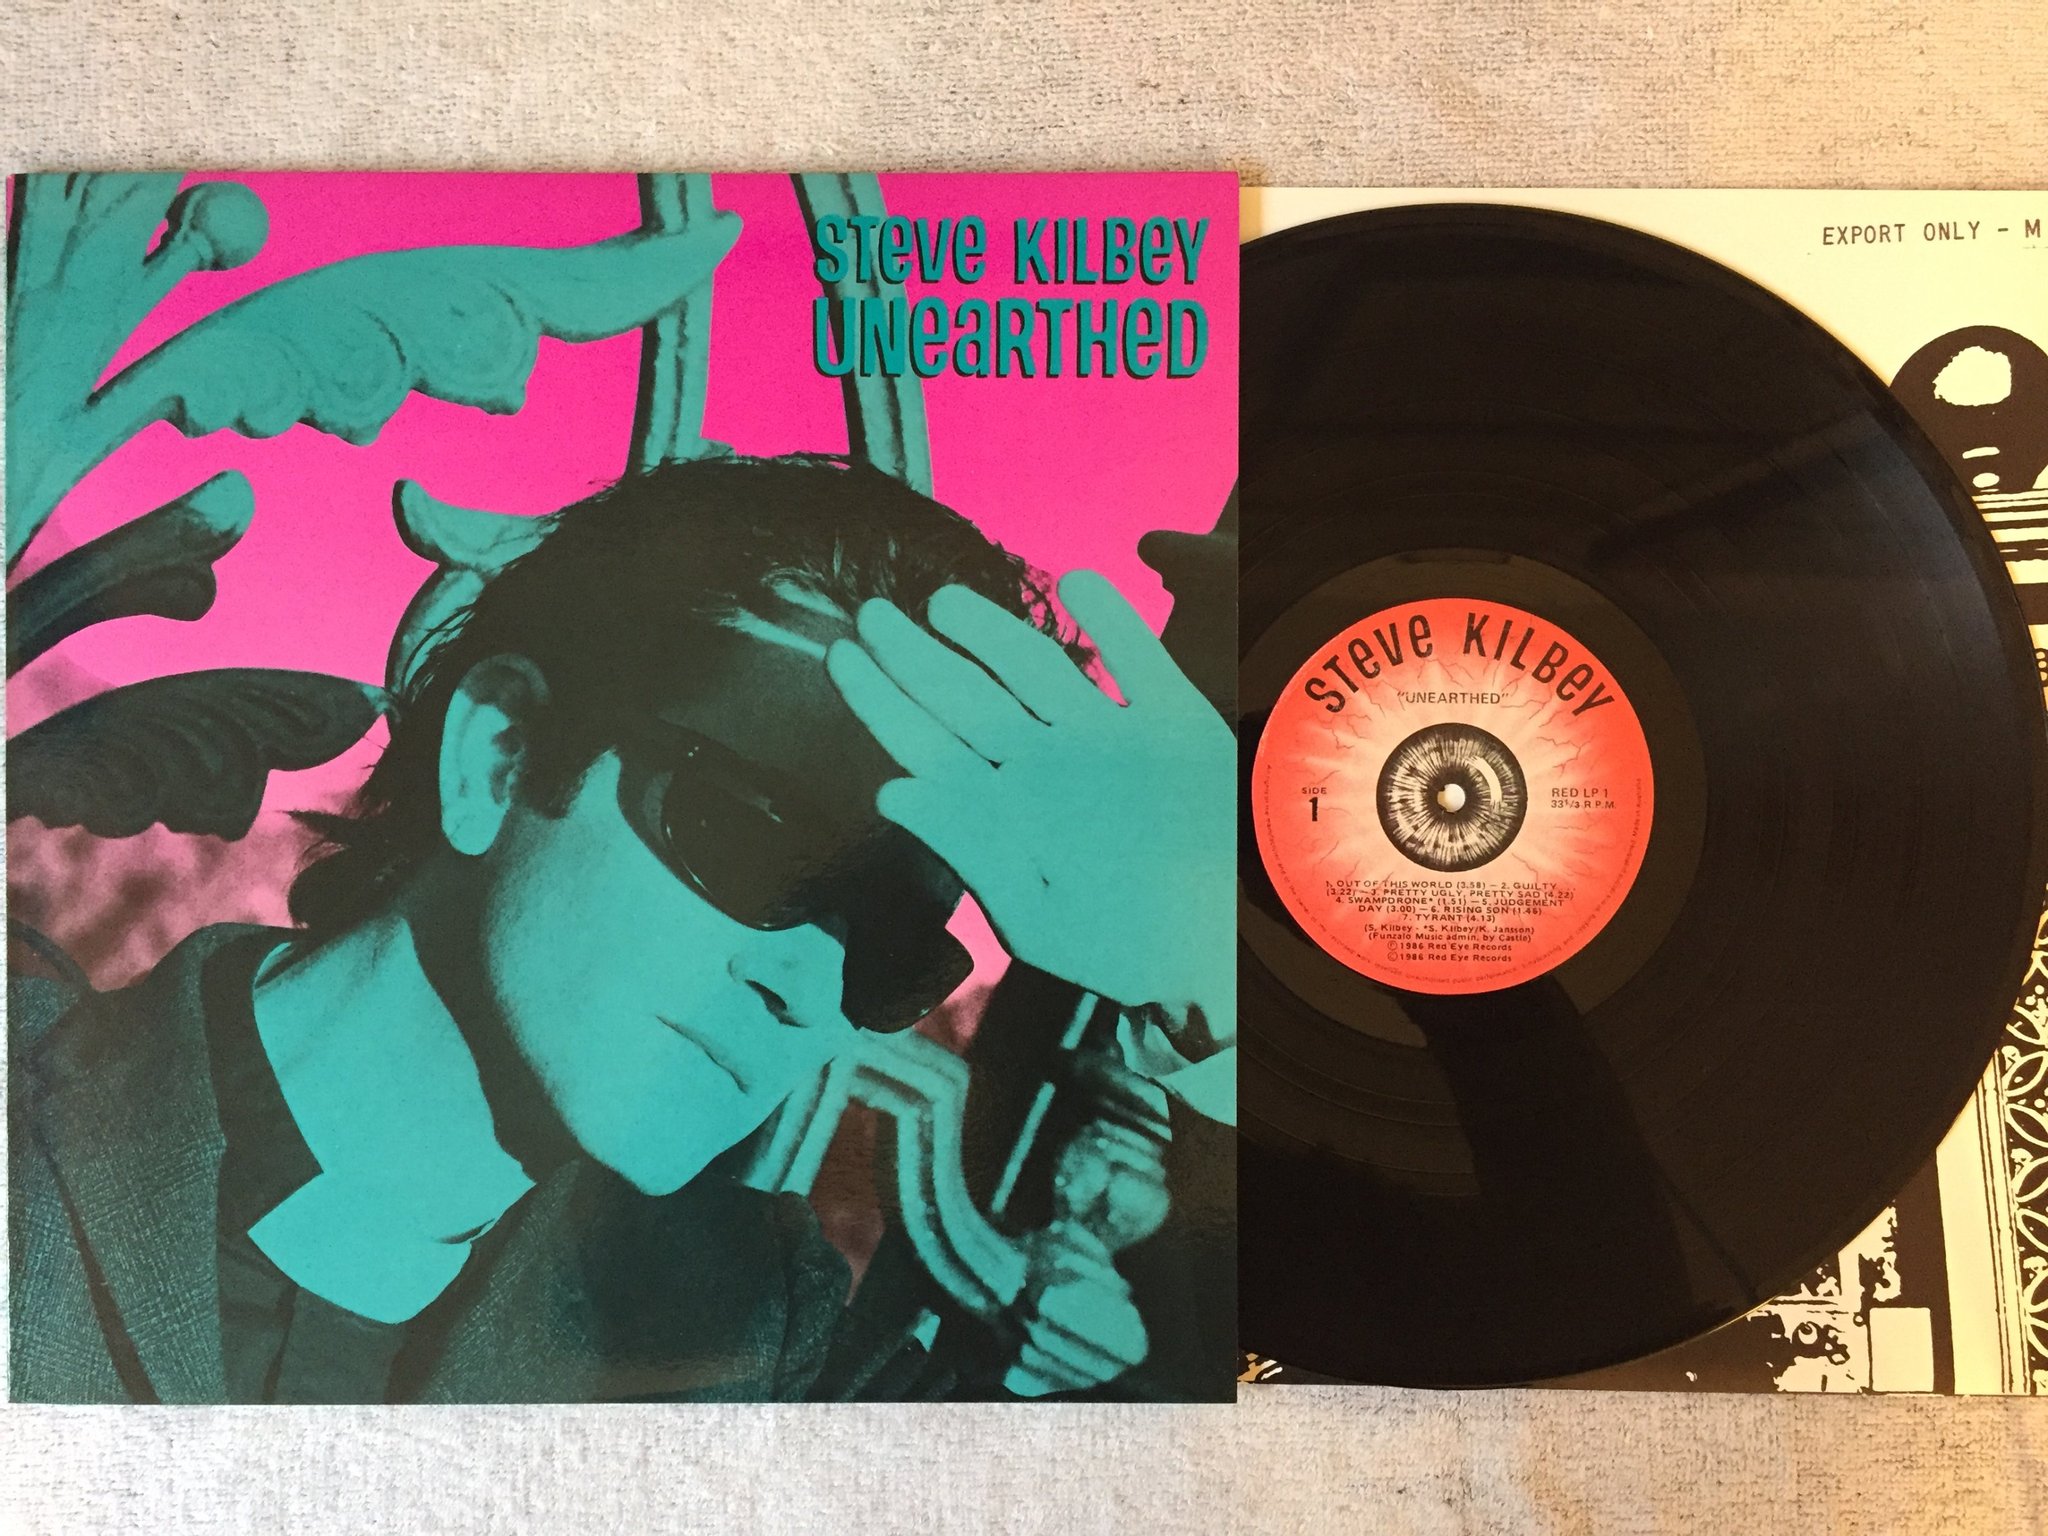 STEVE KILBEY
UNEARTHED
EXPORT ONLY - M
STEVE KILBEY
"UNEARTHED"
SIDE
1
RED LP 1
33 1/3 R.P.M.
1. OUT OF THIS WORLD (3.58) — 2. GUILTY
(3.22) — 3. PRETTY UGLY, PRETTY SAD (4.22)
4. SWAMPDRONE* (1.51) — 5. JUDGEMENT
DAY (3.00) — 6. RISING SON (1.46)
7. TYRANT (4.13)
(S. Kilbey - *S. Kilbey/K. Jansson)
(Funzalo Music admin. by Castle)
Ⓟ 1986 Red Eye Records
© 1986 Red Eye Records